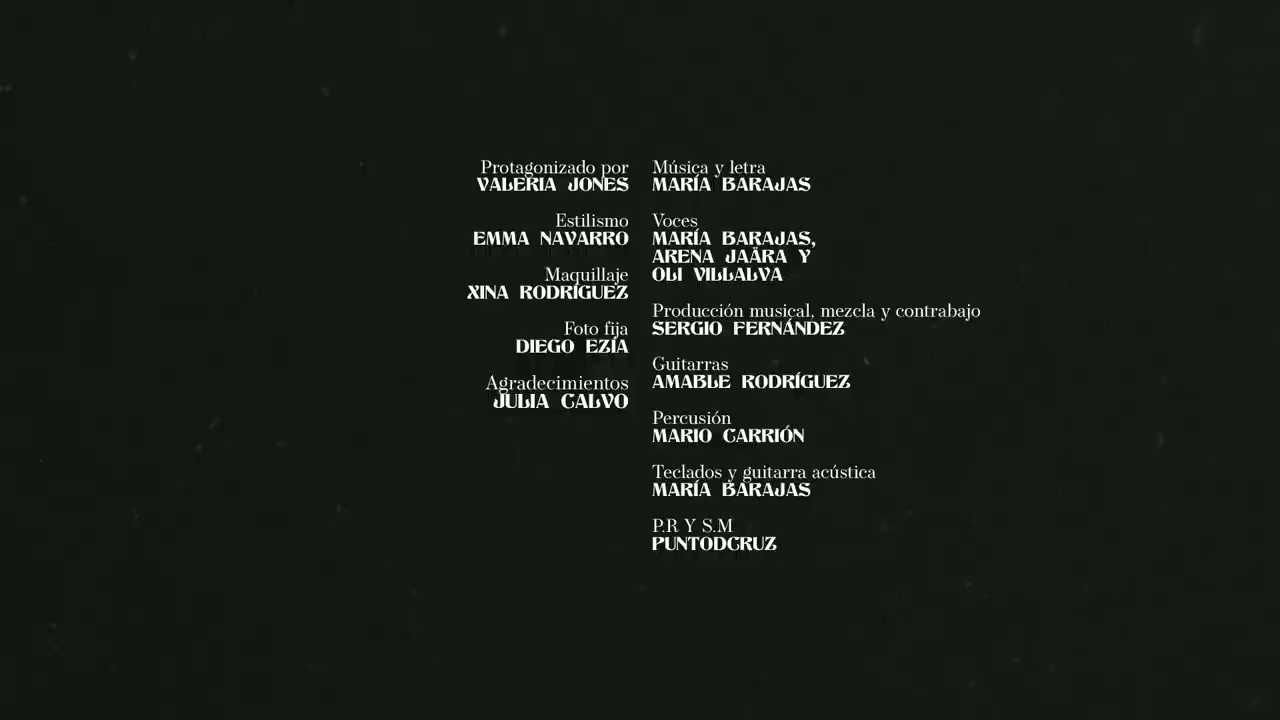 Protagonizado por
VALERIA JONES
Estilismo
EMMA NAVARRO
Maquillaje
XINA RODRÍGUEZ
Foto fija
DIEGO EZÍA
Agradecimientos
JULIA CALVO
Música y letra
MARÍA BARAJAS
Voces
MARÍA BARAJAS,
ARENA JAÄRA Y
OLI VILLALVA
Producción musical, mezcla y contrabajo
SERGIO FERNÁNDEZ
Guitarras
AMABLE RODRÍGUEZ
Percusión
MARIO CARRIÓN
Teclados y guitarra acústica
MARÍA BARAJAS
P.R Y S.M
PUNTODCRUZ